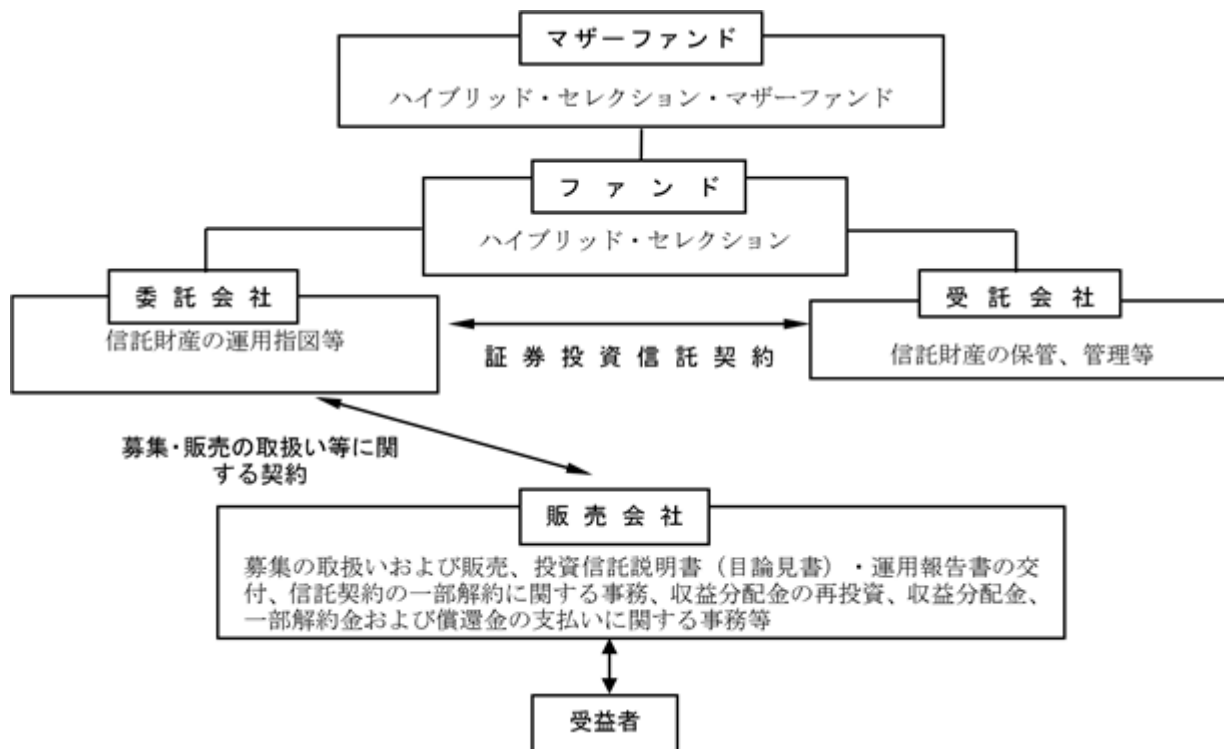 マザーファンド
ハイブリッド・セレクション・マザーファンド
ファンド
ハイブリッド・セレクション
委託会社
信託財産の運用指図等
受託会社
信託財産の保管、管理等
証券投資信託契約
募集・販売の取扱い等に関
する契約
販売会社
募集の取扱いおよび販売、投資信託説明書（目論見書）・運用報告書の交
付、信託契約の一部解約に関する事務、収益分配金の再投資、収益分配金、
一部解約金および償還金の支払いに関する事務等
受益者